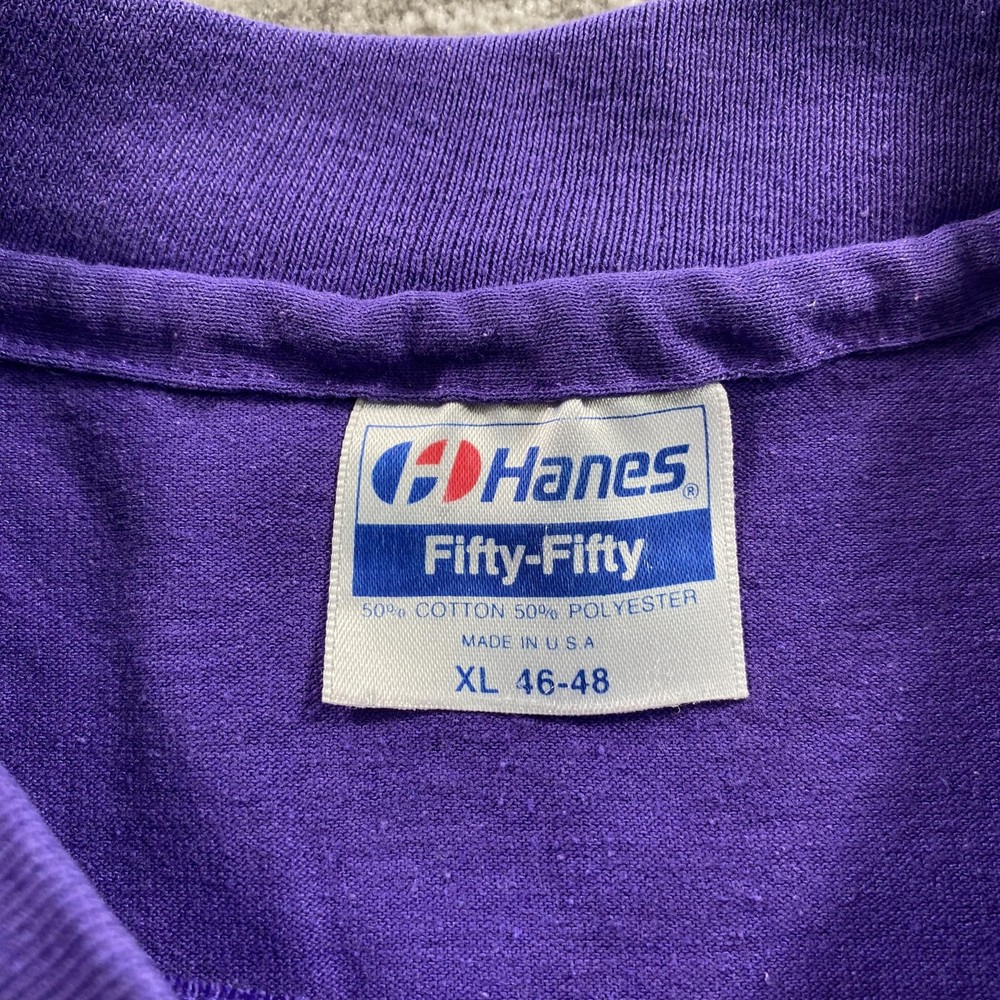 Hanes®
Fifty-Fifty
50% COTTON 50% POLYESTER
MADE IN U S A
XL 46-48